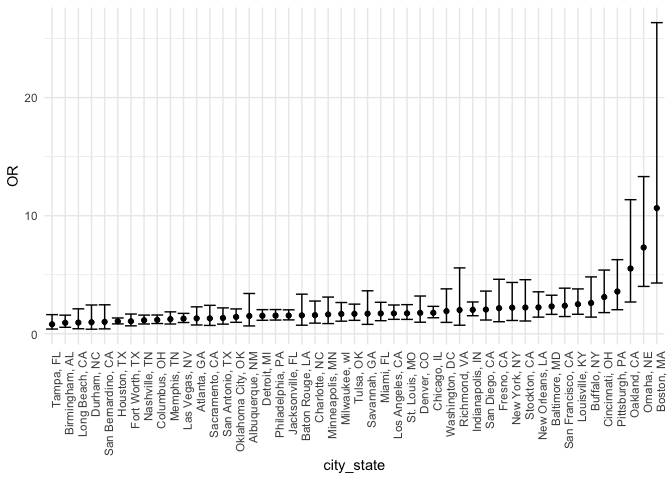 20
10
0
OR
Tampa, FL
Birmingham, AL
Long Beach, CA
Durham, NC
San Bernardino, CA
Houston, TX
Fort Worth, TX
Nashville, TN
Columbus, OH
Memphis, TN
Las Vegas, NV
Atlanta, GA
Sacramento, CA
San Antonio, TX
Oklahoma City, OK
Albuquerque, NM
Detroit, MI
Philadelphia, PA
Jacksonville, FL
Baton Rouge, LA
Charlotte, NC
Minneapolis, MN
Milwaukee, wI
Tulsa, OK
Savannah, GA
Miami, FL
Los Angeles, CA
St. Louis, MO
Denver, CO
Chicago, IL
Washington, DC
Richmond, VA
Indianapolis, IN
San Diego, CA
Fresno, CA
New York, NY
Stockton, CA
New Orleans, LA
Baltimore, MD
San Francisco, CA
Louisville, KY
Buffalo, NY
Cincinnati, OH
Pittsburgh, PA
Oakland, CA
Omaha, NE
Boston, MA
city_state